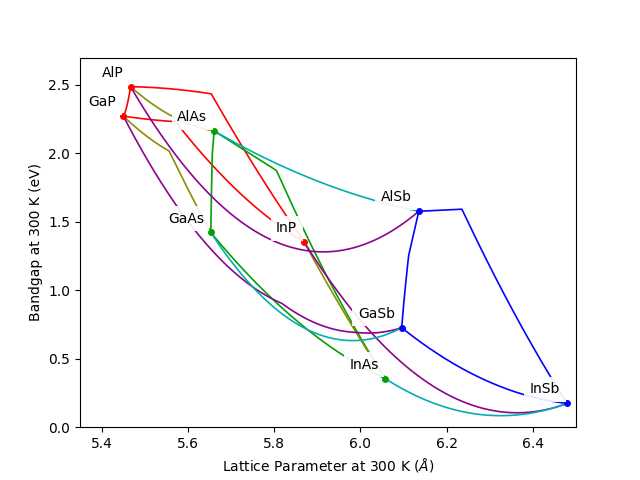 AlP
GaP
AlAs
AlSb
GaAs
InP
GaSb
InAs
InSb
2.5
2.0
1.5
1.0
0.5
0.0
Bandgap at 300 K (eV)
5.4 5.6 5.8 6.0 6.2 6.4
Lattice Parameter at 300 K (Å)